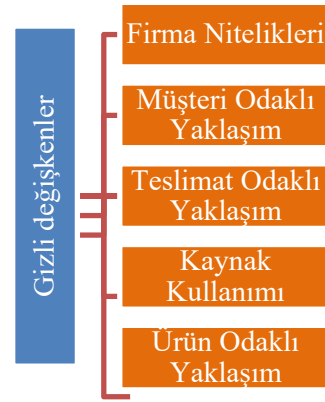 Gizli değişkenler
Firma Nitelikleri
Müşteri Odaklı
Yaklaşım
Teslimat Odaklı
Yaklaşım
Kaynak
Kullanımı
Ürün Odaklı
Yaklaşım